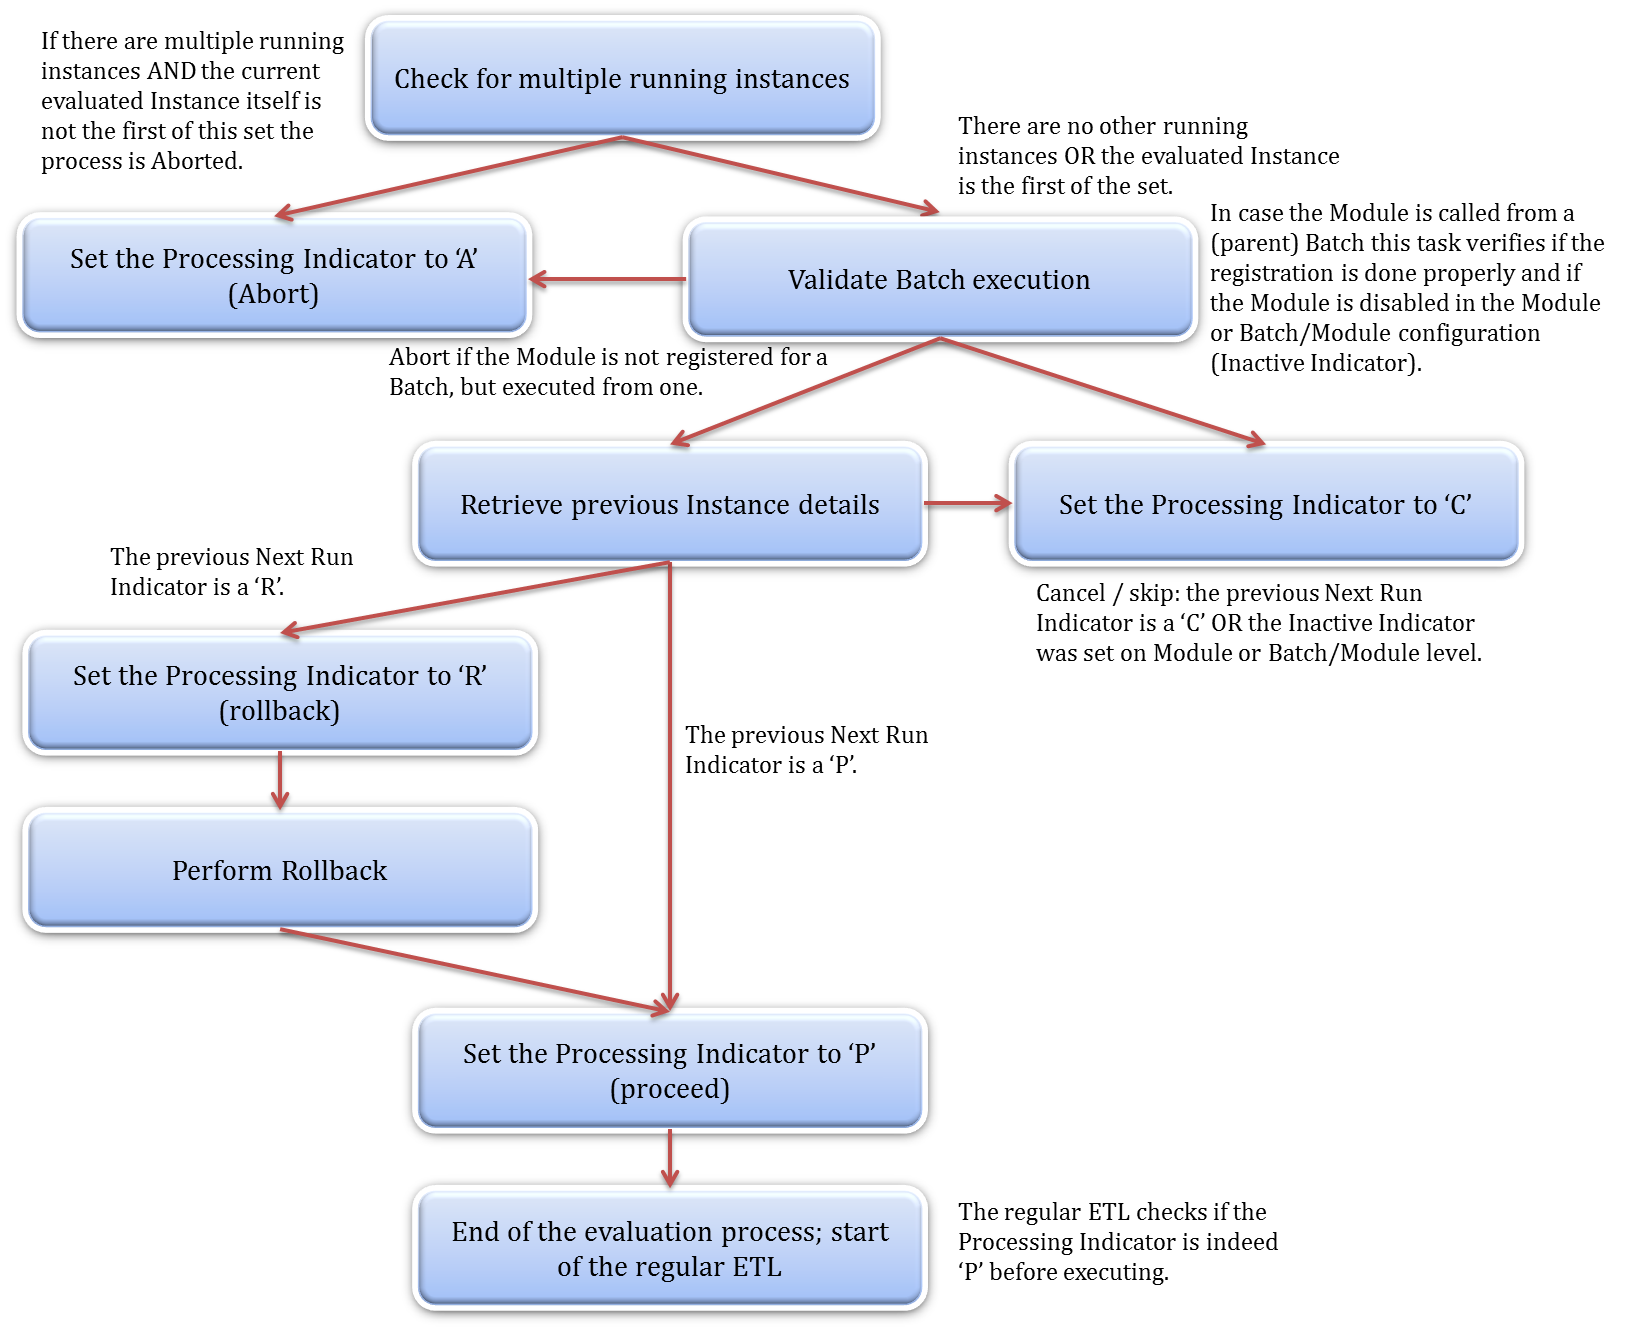 If there are multiple running
instances AND the current
evaluated Instance itself is
not the first of this set the
process is Aborted.
Check for multiple running instances
There are no other running
instances OR the evaluated Instance
is the first of the set.
Set the Processing Indicator to ‘A’
(Abort)
Validate Batch execution
In case the Module is called from a
(parent) Batch this task verifies if the
registration is done properly and if
the Module is disabled in the Module
or Batch/Module configuration
(Inactive Indicator).
Abort if the Module is not registered for a
Batch, but executed from one.
Retrieve previous Instance details
Set the Processing Indicator to ‘C’
The previous Next Run
Indicator is a ‘R’.
Cancel / skip: the previous Next Run
Indicator is a ‘C’ OR the Inactive Indicator
was set on Module or Batch/Module level.
Set the Processing Indicator to ‘R’
(rollback)
The previous Next Run
Indicator is a ‘P’.
Perform Rollback
Set the Processing Indicator to ‘P’
(proceed)
End of the evaluation process; start
of the regular ETL
The regular ETL checks if the
Processing Indicator is indeed
‘P’ before executing.